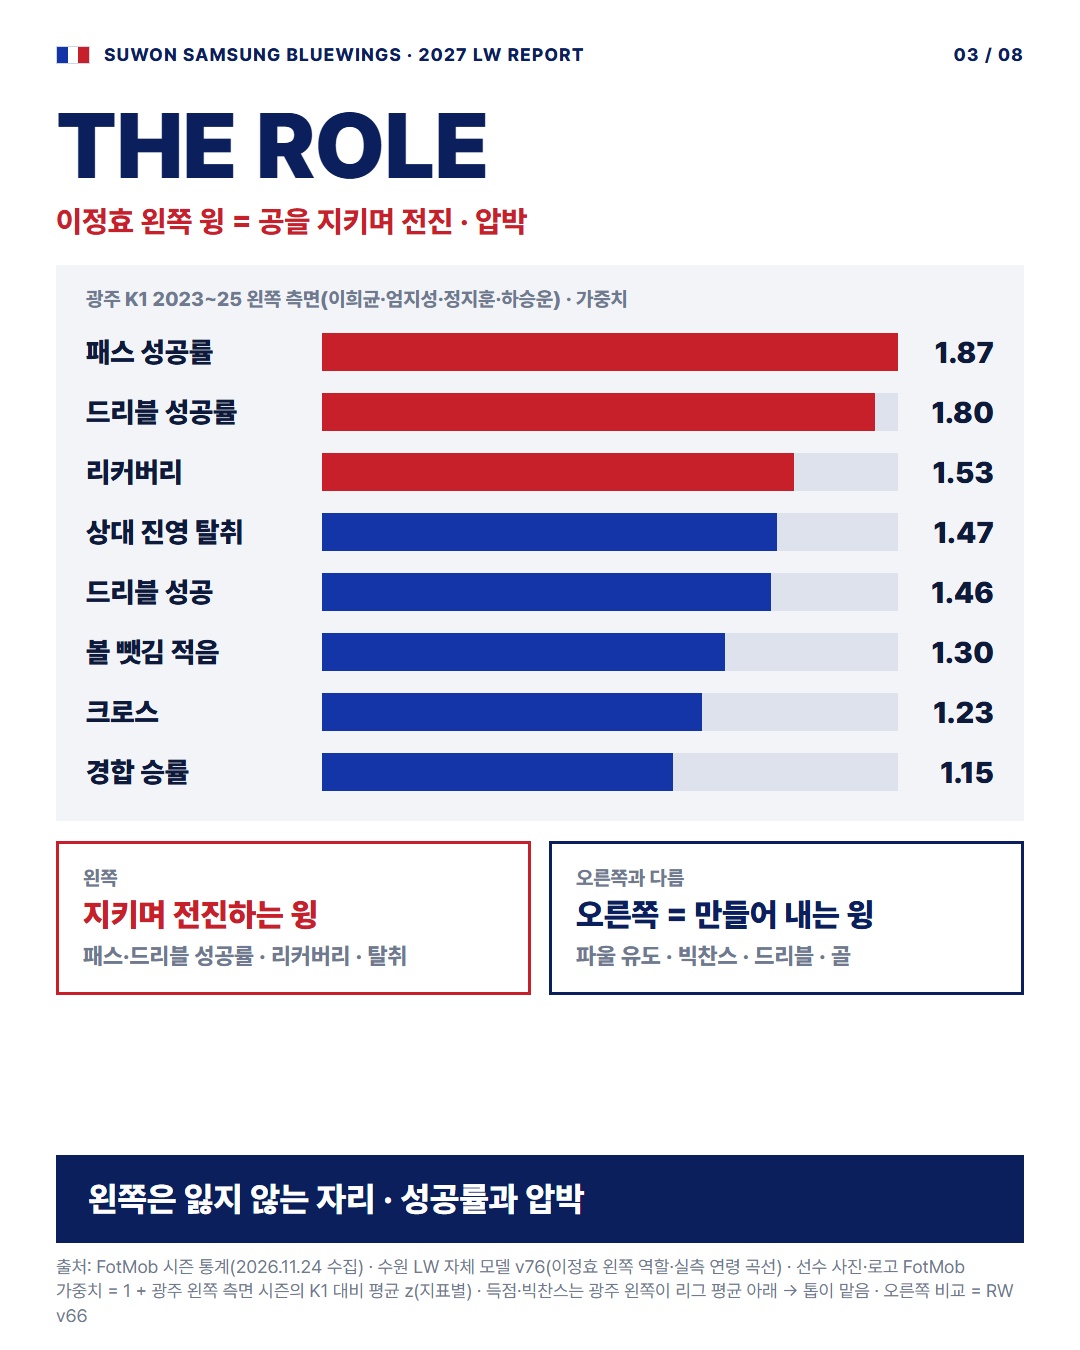 SUWON SAMSUNG BLUEWINGS · 2027 LW REPORT
03 / 08
THE ROLE
이정효 왼쪽 윙 = 공을 지키며 전진 · 압박
광주 K1 2023~25 왼쪽 측면(이희균·엄지성·정지훈·하승운) · 가중치
패스 성공률 1.87
드리블 성공률 1.80
리커버리 1.53
상대 진영 탈취 1.47
드리블 성공 1.46
볼 뺏김 적음 1.30
크로스 1.23
경합 승률 1.15
왼쪽
지키며 전진하는 윙
패스·드리블 성공률 · 리커버리 · 탈취
오른쪽과 다름
오른쪽 = 만들어 내는 윙
파울 유도 · 빅찬스 · 드리블 · 골
왼쪽은 잃지 않는 자리 · 성공률과 압박
출처: FotMob 시즌 통계(2026.11.24 수집) · 수원 LW 자체 모델 v76(이정효 왼쪽 역할·실측 연령 곡선) · 선수 사진·로고 FotMob
가중치 = 1 + 광주 왼쪽 측면 시즌의 K1 대비 평균 z(지표별) · 득점·빅찬스는 광주 왼쪽이 리그 평균 아래 → 톱이 맡음 · 오른쪽 비교 = RW
v66